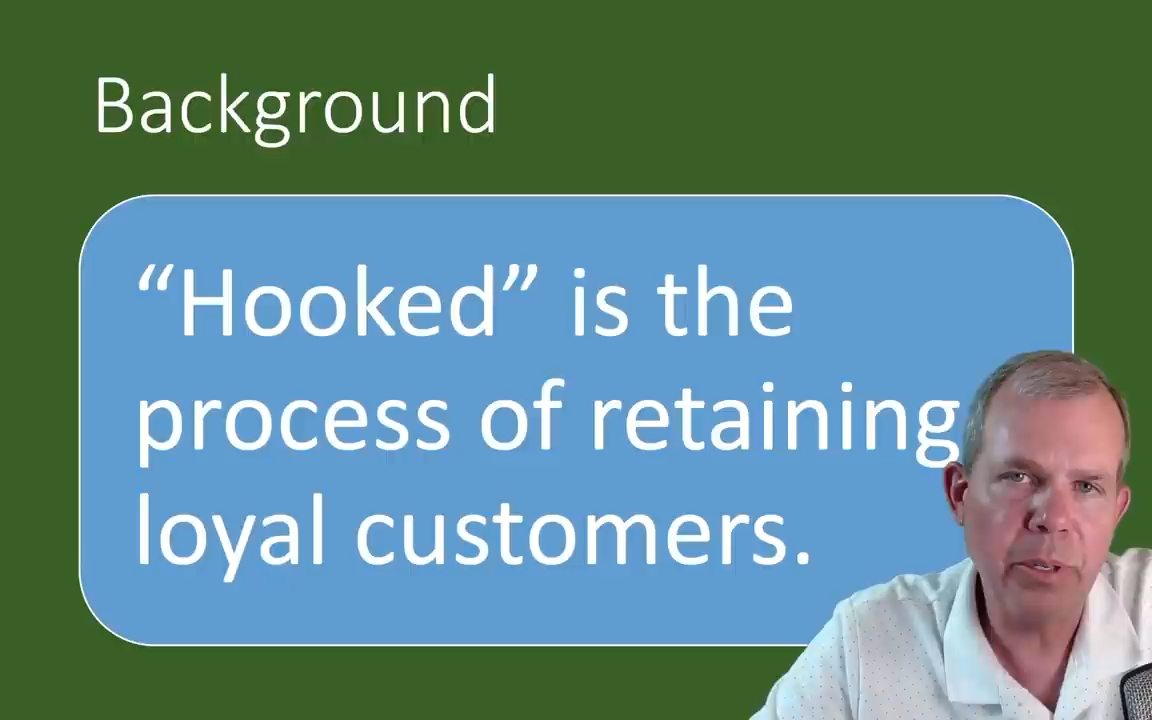 Background
“Hooked” is the
process of retaining
loyal customers.